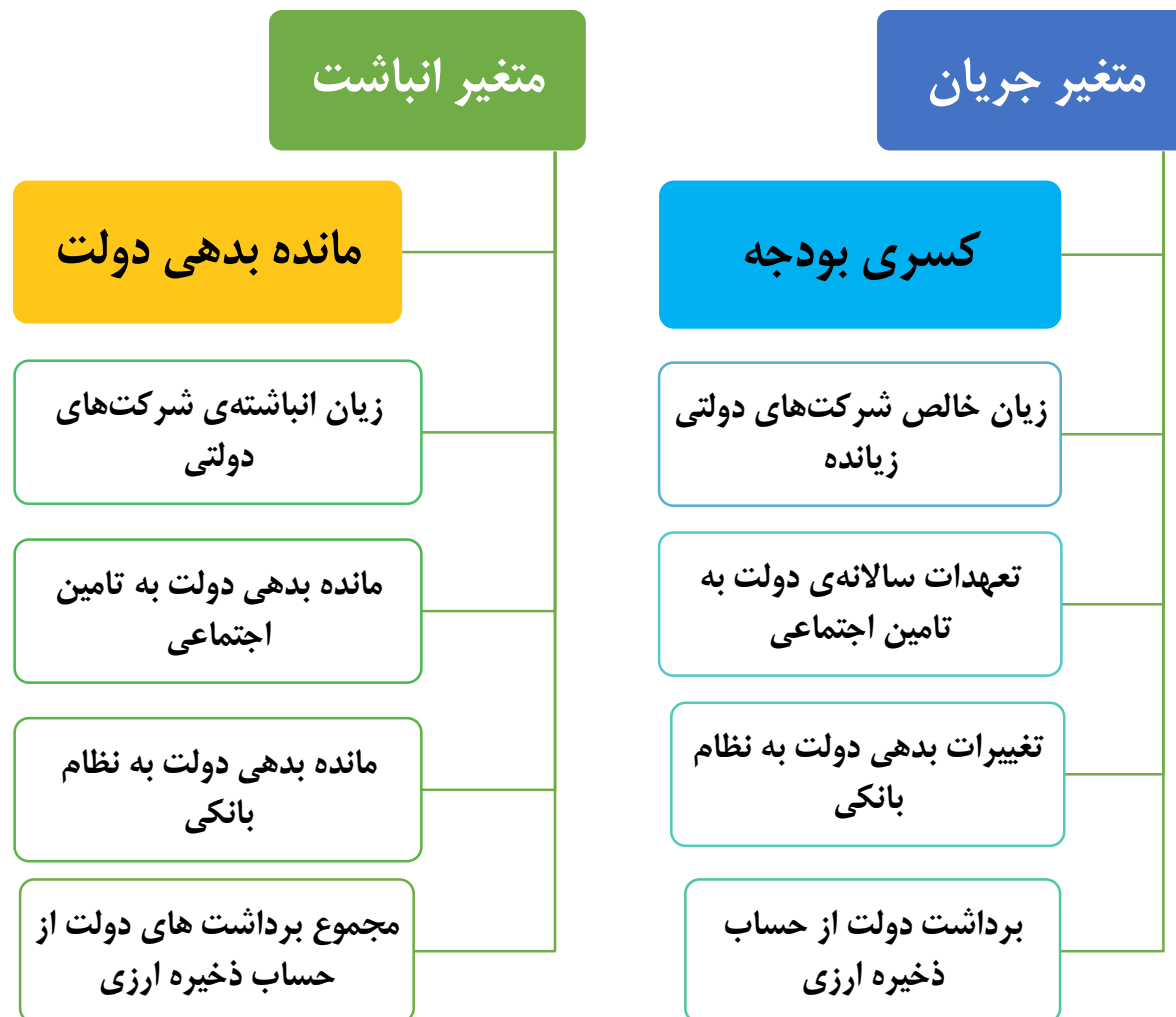 متغیر جریان
کسری بودجه
زیان خالص شرکت‌های دولتی
زیانده
تعهدات سالانه‌ی دولت به
تامین اجتماعی
تغییرات بدهی دولت به نظام
بانکی
برداشت دولت از حساب
ذخیره ارزی
متغیر انباشت
مانده بدهی دولت
زیان انباشته‌ی شرکت‌های
دولتی
مانده بدهی دولت به تامین
اجتماعی
مانده بدهی دولت به نظام
بانکی
مجموع برداشت های دولت از
حساب ذخیره ارزی